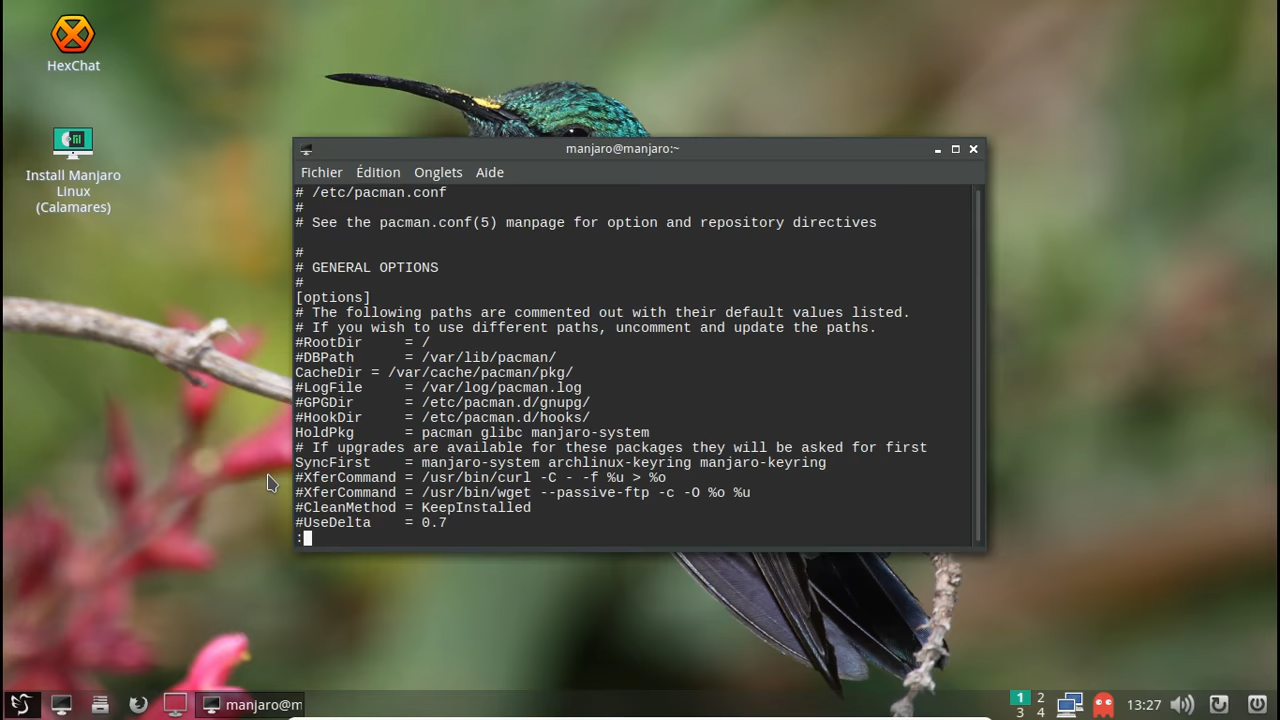 HexChat
Install Manjaro
Linux
(Calamares)
manjaro@manjaro:~
Fichier Édition Onglets Aide
# /etc/pacman.conf
#
# See the pacman.conf(5) manpage for option and repository directives
#
# GENERAL OPTIONS
#
[options]
# The following paths are commented out with their default values listed.
# If you wish to use different paths, uncomment and update the paths.
#RootDir     = /
#DBPath      = /var/lib/pacman/
CacheDir = /var/cache/pacman/pkg/
#LogFile     = /var/log/pacman.log
#GPGDir      = /etc/pacman.d/gnupg/
#HookDir     = /etc/pacman.d/hooks/
HoldPkg      = pacman glibc manjaro-system
# If upgrades are available for these packages they will be asked for first
SyncFirst    = manjaro-system archlinux-keyring manjaro-keyring
#XferCommand = /usr/bin/curl -C - -f %u > %o
#XferCommand = /usr/bin/wget --passive-ftp -c -O %o %u
#CleanMethod = KeepInstalled
#UseDelta    = 0.7
:
manjaro@m
1 2
3 4
13:27